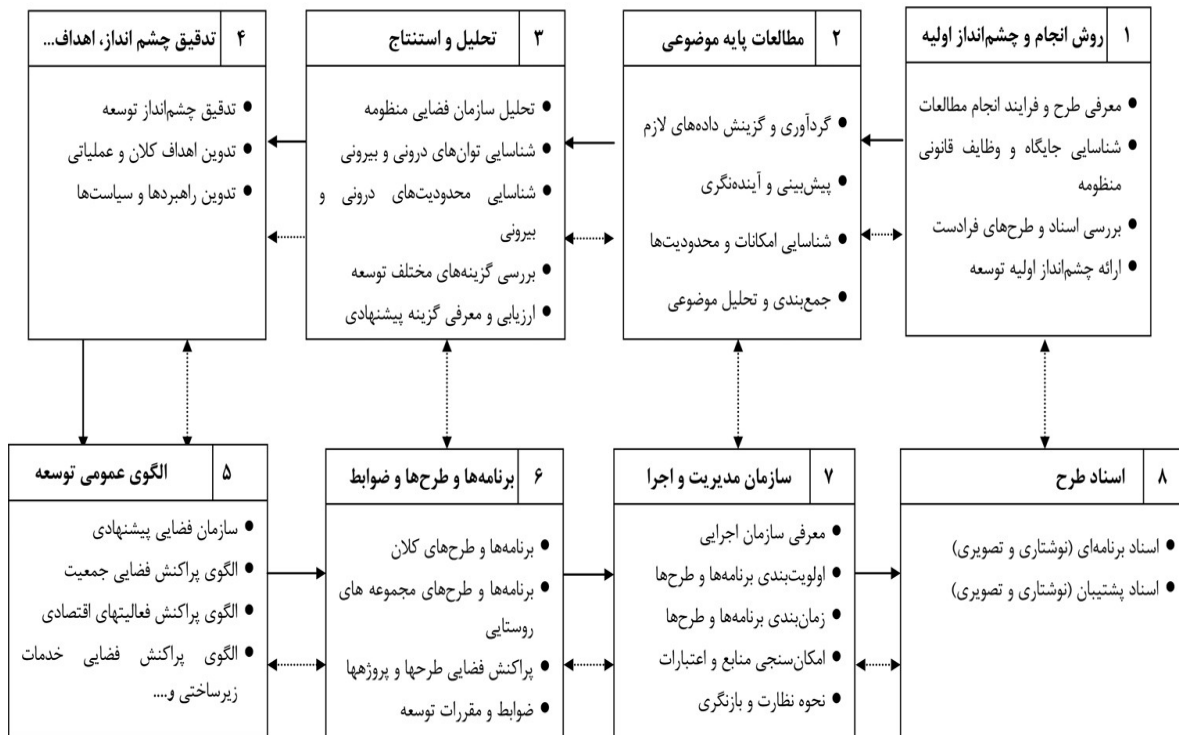 ۱ روش انجام و چشم‌انداز اولیه
● معرفی طرح و فرایند انجام مطالعات
● شناسایی جایگاه و وظایف قانونی
منظومه
● بررسی اسناد و طرح‌های فرادست
● ارائه چشم‌انداز اولیه توسعه
۲ مطالعات پایه موضوعی
● گردآوری و گزینش داده‌های لازم
● پیش‌بینی و آینده‌نگری
● شناسایی امکانات و محدودیت‌ها
● جمع‌بندی و تحلیل موضوعی
۳ تحلیل و استنتاج
● تحلیل سازمان فضایی منظومه
● شناسایی توان‌های درونی و بیرونی
● شناسایی محدودیت‌های درونی و
بیرونی
● بررسی گزینه‌های مختلف توسعه
● ارزیابی و معرفی گزینه پیشنهادی
۴ تدقیق چشم انداز، اهداف...
● تدقیق چشم‌انداز توسعه
● تدوین اهداف کلان و عملیاتی
● تدوین راهبردها و سیاست‌ها
۵ الگوی عمومی توسعه
● سازمان فضایی پیشنهادی
● الگوی پراکنش فضایی جمعیت
● الگوی پراکنش فعالیتهای اقتصادی
● الگوی پراکنش فضایی خدمات
زیرساختی و....
۶ برنامه‌ها و طرح‌ها و ضوابط
● برنامه‌ها و طرح‌های کلان
● برنامه‌ها و طرح‌های مجموعه های
روستایی
● پراکنش فضایی طرحها و پروژهها
● ضوابط و مقررات توسعه
۷ سازمان مدیریت و اجرا
● معرفی سازمان اجرایی
● اولویت‌بندی برنامه‌ها و طرح‌ها
● زمان‌بندی برنامه‌ها و طرح‌ها
● امکان‌سنجی منابع و اعتبارات
● نحوه نظارت و بازنگری
۸ اسناد طرح
● اسناد برنامه‌ای (نوشتاری و تصویری)
● اسناد پشتیبان (نوشتاری و تصویری)